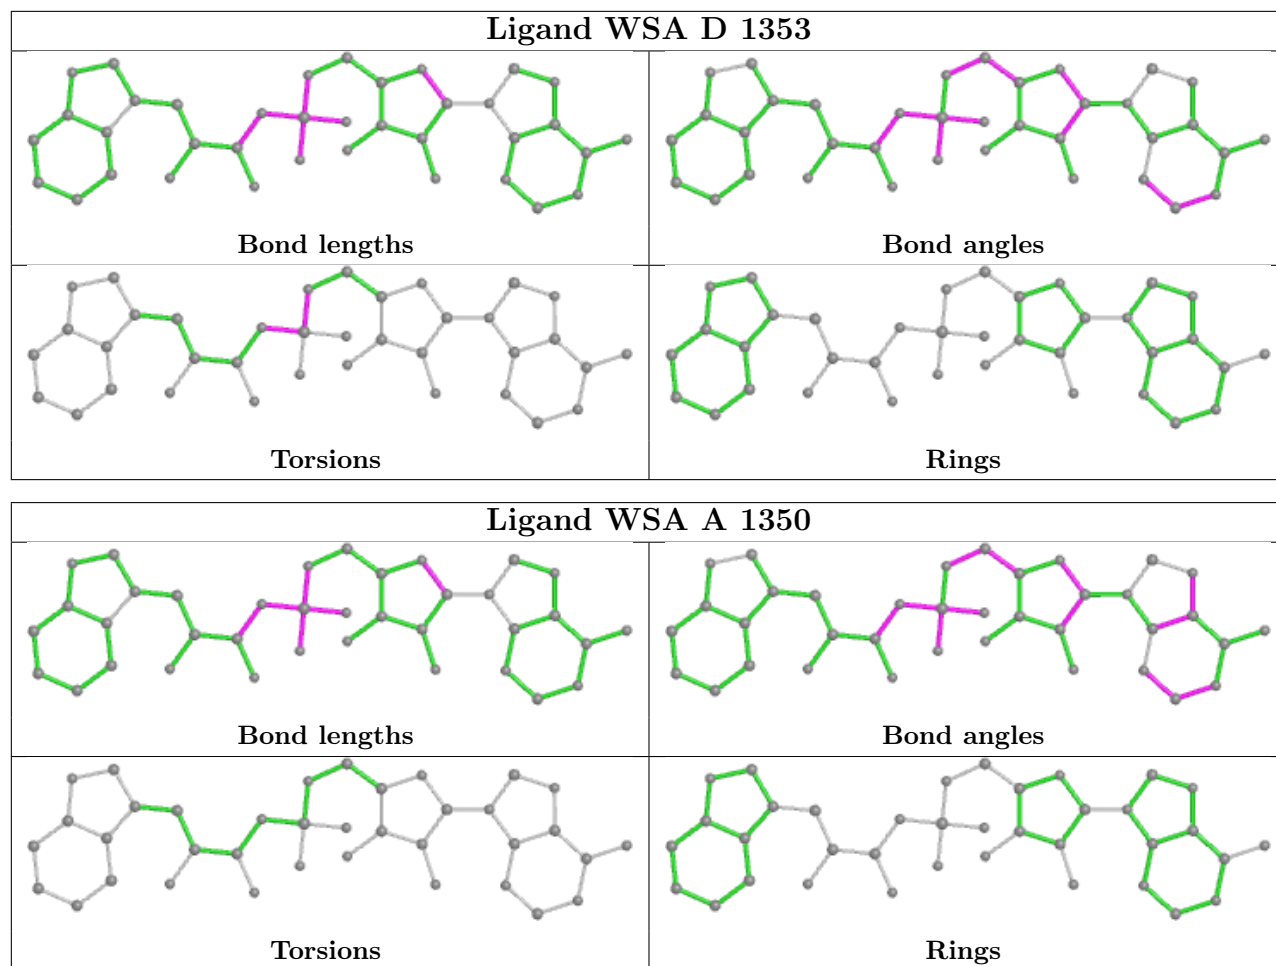 Ligand WSA D 1353
Bond lengths
Bond angles
Torsions
Rings
Ligand WSA A 1350
Bond lengths
Bond angles
Torsions
Rings